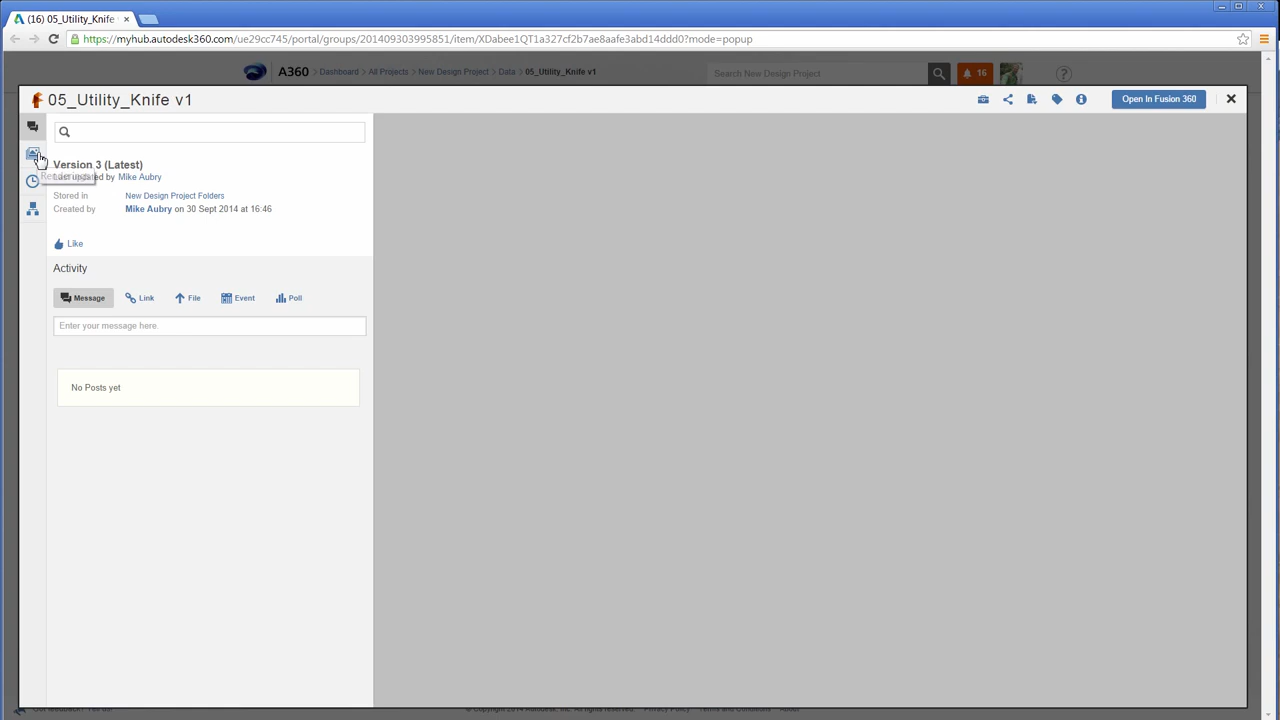 (16) 05_Utility_Knife
https://myhub.autodesk360.com/ue29cc745/portal/groups/201409303995851/item/XDabee1QT1a327cf2b7ae8aafe3abd14ddd0?mode=popup
A360 > Dashboard > All Projects > New Design Project > Data > 05_Utility_Knife v1
Search New Design Project
16
05_Utility_Knife v1
Open In Fusion 360
Version 3 (Latest)
by Mike Aubry
Stored in New Design Project Folders
Created by Mike Aubry on 30 Sept 2014 at 16:46
Like
Activity
Message Link File Event Poll
Enter your message here.
No Posts yet